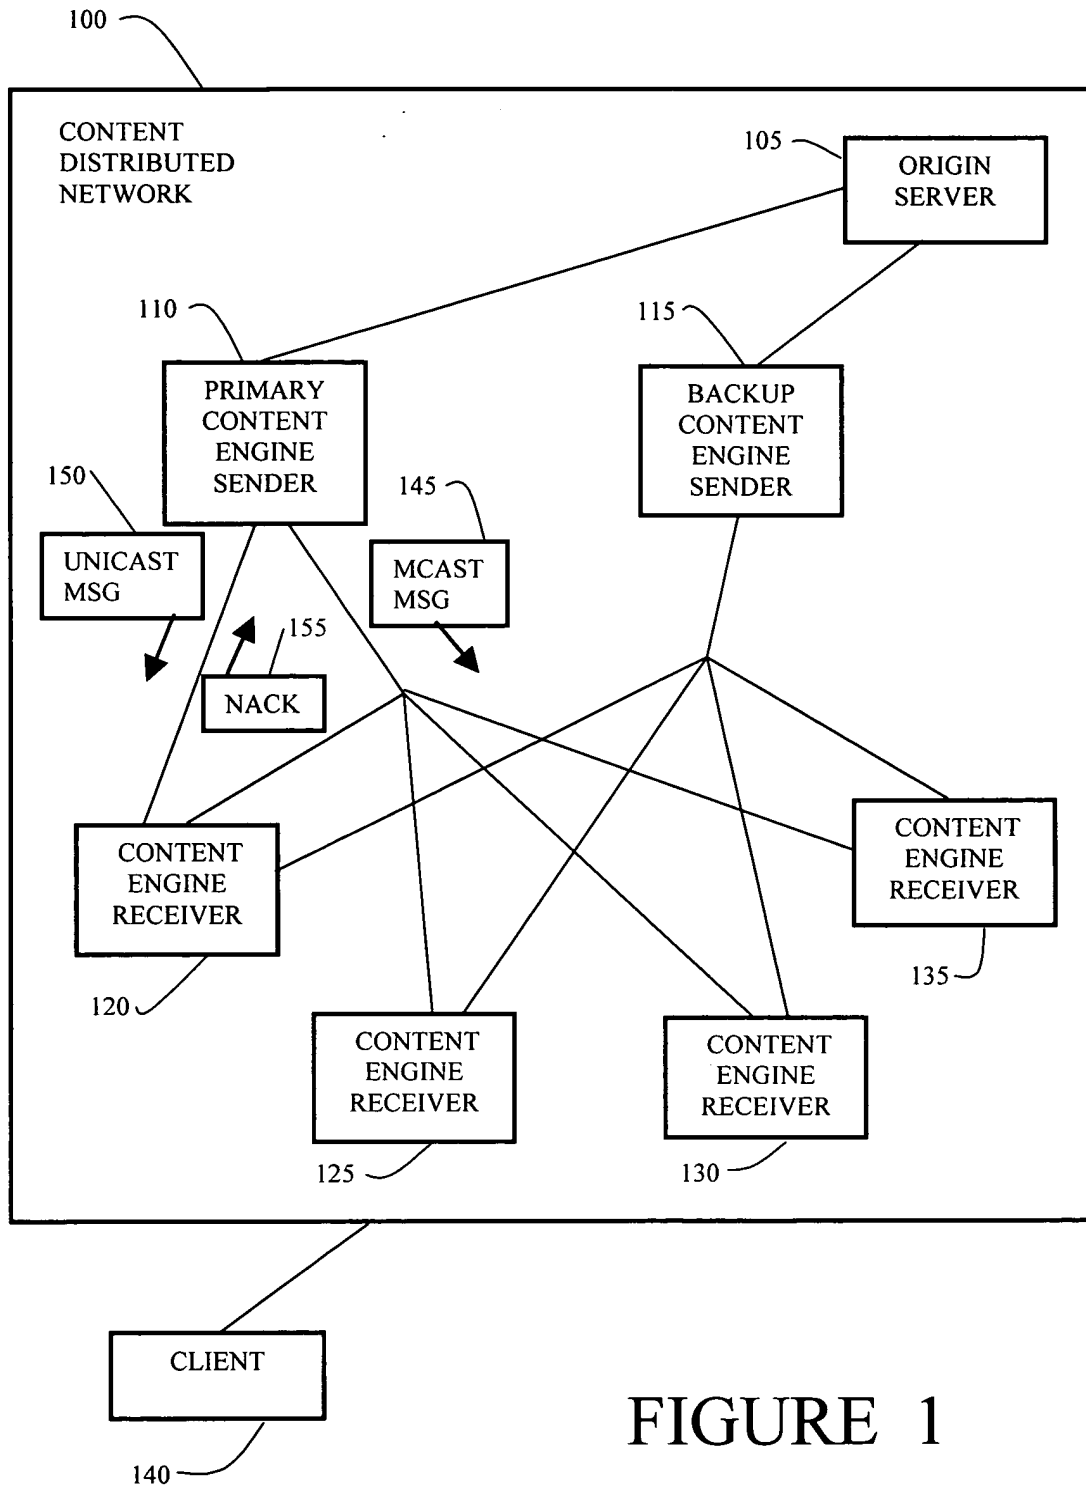 100
CONTENT
DISTRIBUTED
NETWORK
105
ORIGIN
SERVER
110
PRIMARY
CONTENT
ENGINE
SENDER
115
BACKUP
CONTENT
ENGINE
SENDER
150
UNICAST
MSG
145
MCAST
MSG
155
NACK
CONTENT
ENGINE
RECEIVER
120
CONTENT
ENGINE
RECEIVER
125
CONTENT
ENGINE
RECEIVER
130
CONTENT
ENGINE
RECEIVER
135
CLIENT
140
FIGURE 1